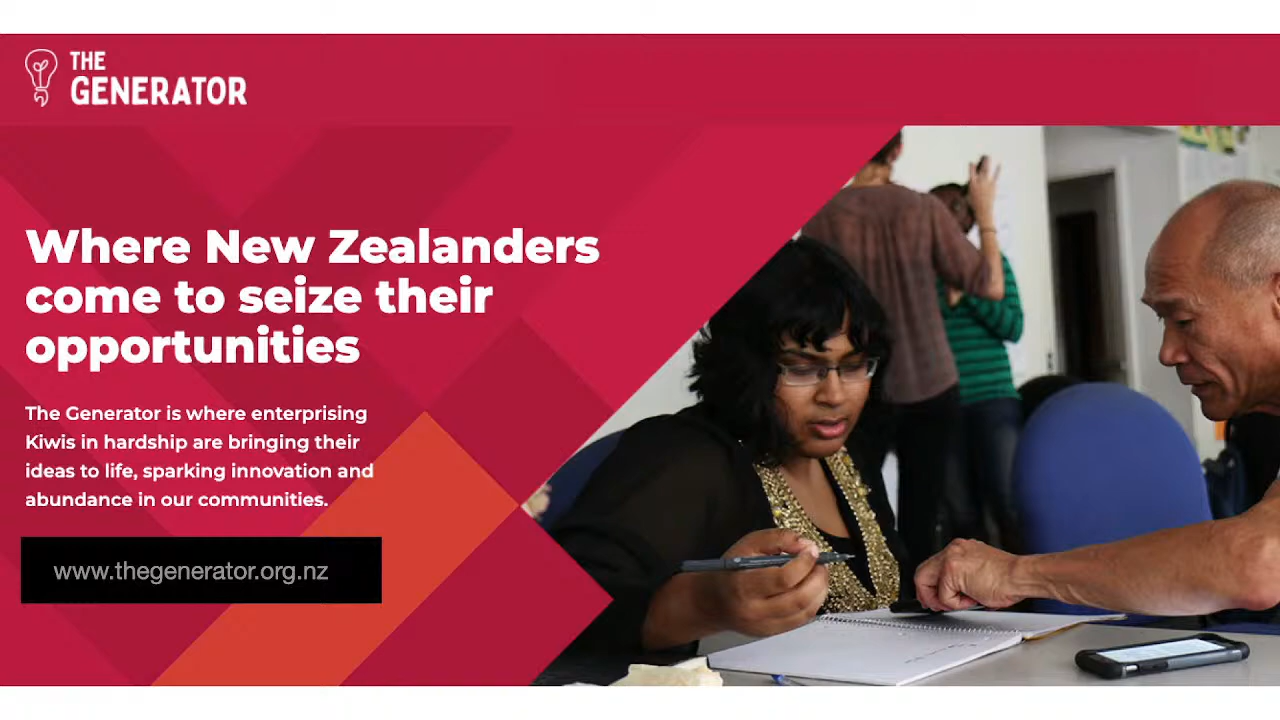 THE
GENERATOR
Where New Zealanders
come to seize their
opportunities
The Generator is where enterprising
Kiwis in hardship are bringing their
ideas to life, sparking innovation and
abundance in our communities.
www.thegenerator.org.nz